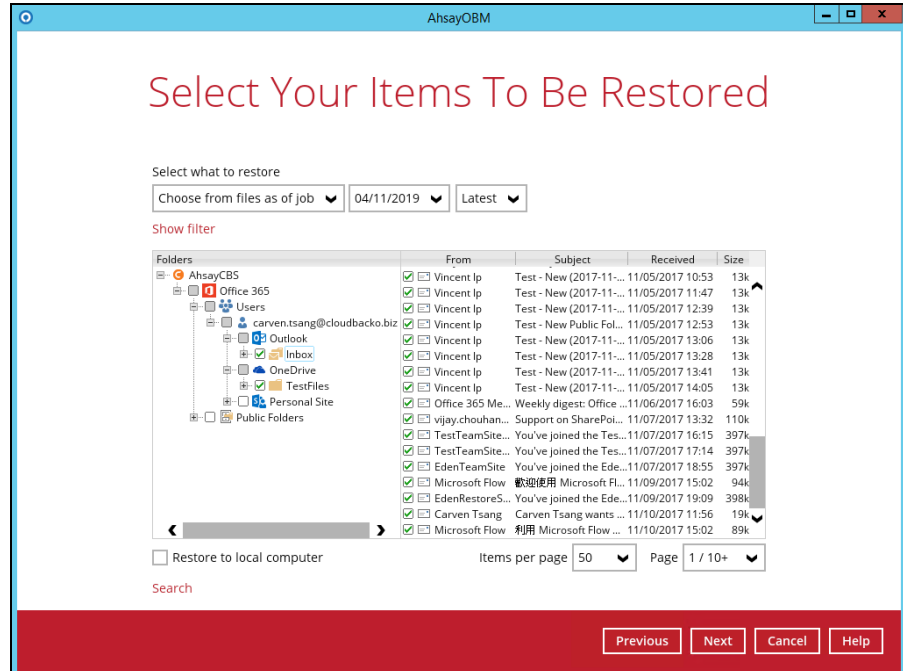 AhsayOBM
Select Your Items To Be Restored
Select what to restore
Choose from files as of job 04/11/2019 Latest
Show filter
Folders
AhsayCBS
Office 365
Users
carven.tsang@cloudbacko.biz
Outlook
Inbox
OneDrive
TestFiles
Personal Site
Public Folders
From Subject Received Size
Vincent Ip Test - New (2017-11-... 11/05/2017 10:53 13k
Vincent Ip Test - New (2017-11-... 11/05/2017 11:47 13k
Vincent Ip Test - New (2017-11-... 11/05/2017 12:39 13k
Vincent Ip Test - New Public Fol... 11/05/2017 12:53 13k
Vincent Ip Test - New (2017-11-... 11/05/2017 13:06 13k
Vincent Ip Test - New (2017-11-... 11/05/2017 13:28 13k
Vincent Ip Test - New (2017-11-... 11/05/2017 13:41 13k
Vincent Ip Test - New (2017-11-... 11/05/2017 14:05 13k
Office 365 Me... Weekly digest: Office ... 11/06/2017 16:03 59k
vijay.chouhan... Support on SharePoi... 11/07/2017 13:32 110k
TestTeamSite... You've joined the Tes... 11/07/2017 16:15 397k
TestTeamSite... You've joined the Tes... 11/07/2017 17:14 397k
EdenTeamSite You've joined the Ede... 11/07/2017 18:55 397k
Microsoft Flow 歡迎使用 Microsoft Fl... 11/09/2017 15:02 94k
EdenRestoreS... You've joined the Ede... 11/09/2017 19:09 398k
Carven Tsang Carven Tsang wants ... 11/10/2017 11:56 19k
Microsoft Flow 利用 Microsoft Flow ... 11/10/2017 15:02 89k
Restore to local computer Items per page 50 Page 1 / 10+
Search
Previous Next Cancel Help